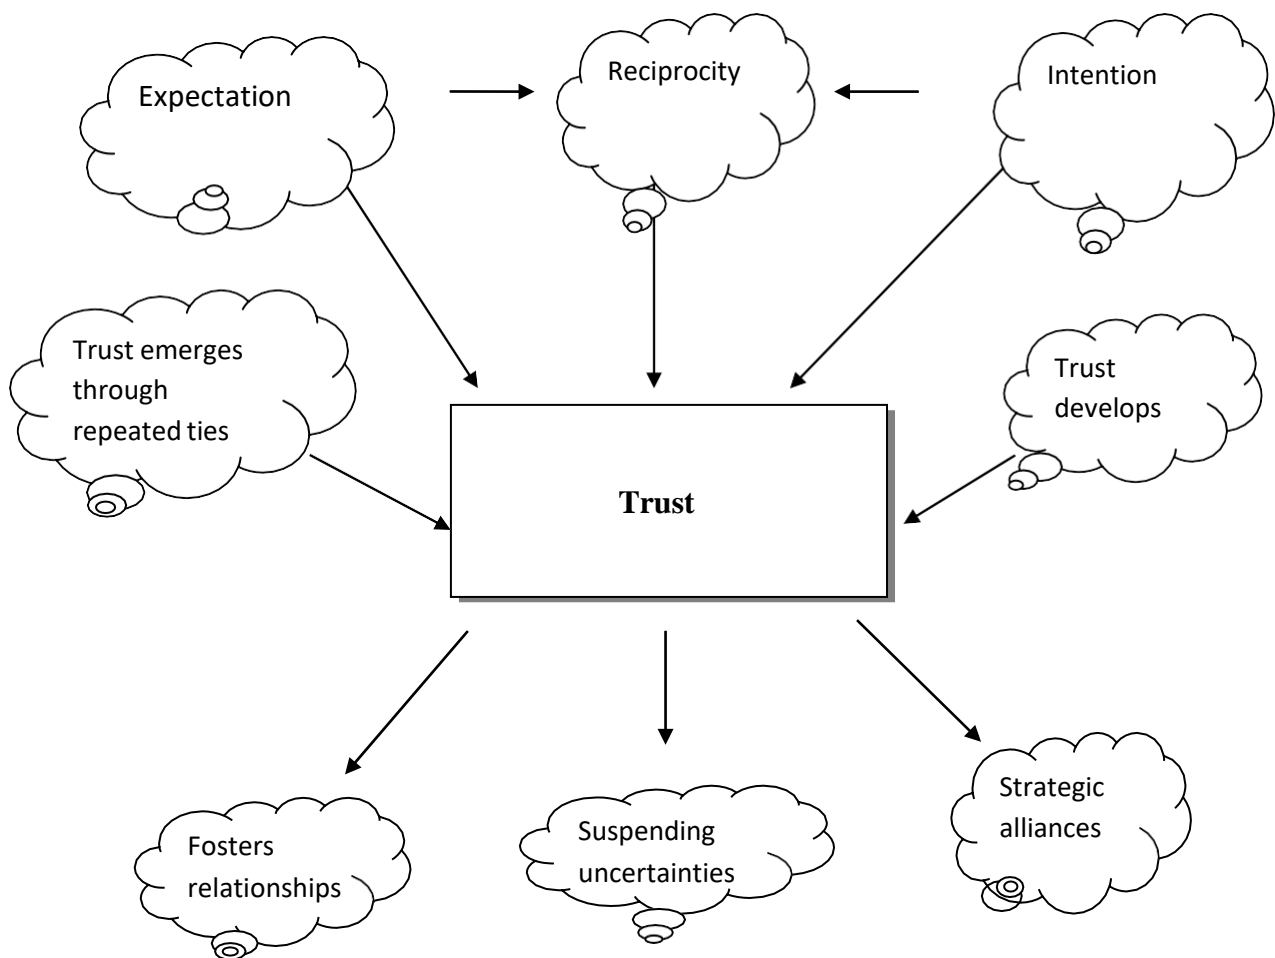 Expectation
Reciprocity
Intention
Trust emerges
through
repeated ties
Trust
develops
Trust
Fosters
relationships
Suspending
uncertainties
Strategic
alliances